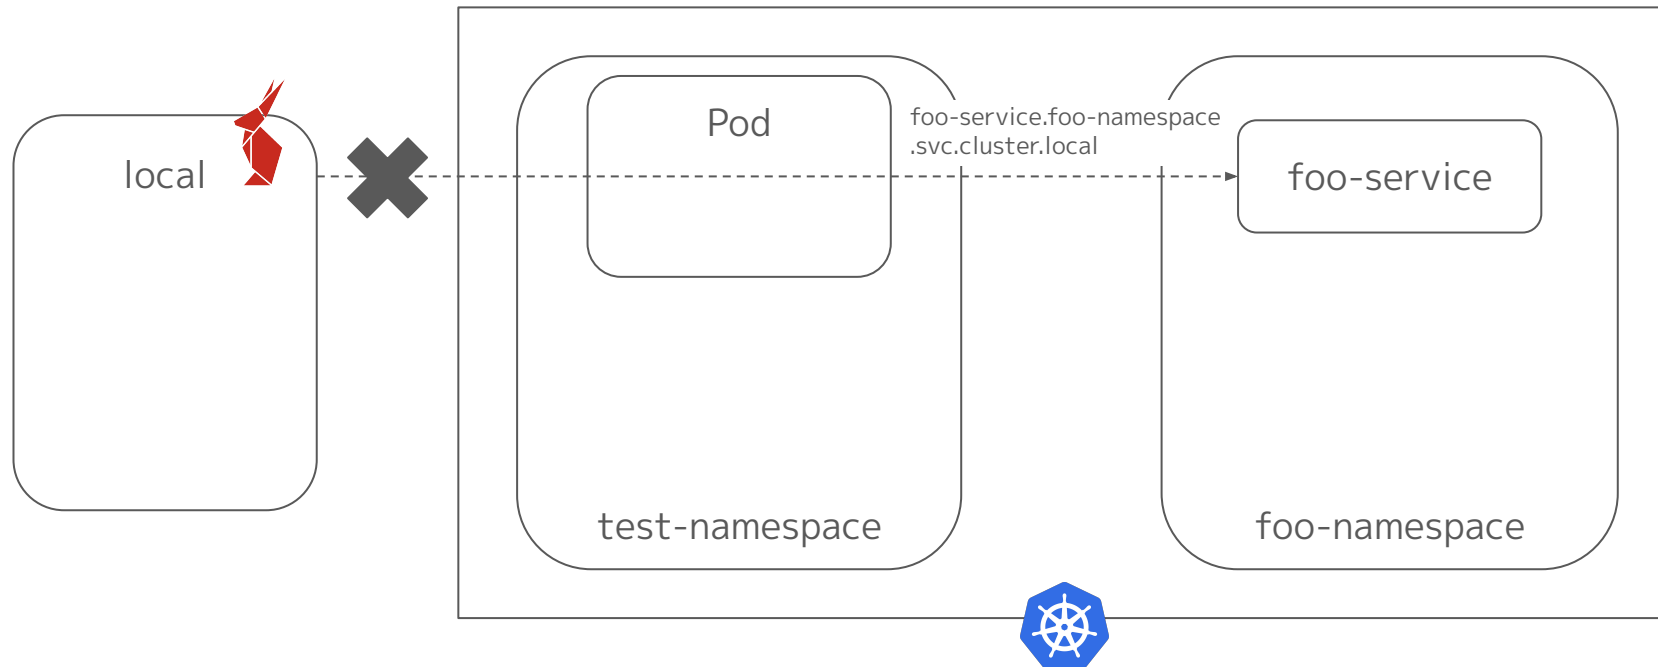 local
Pod
foo-service.foo-namespace
.svc.cluster.local
foo-service
test-namespace
foo-namespace